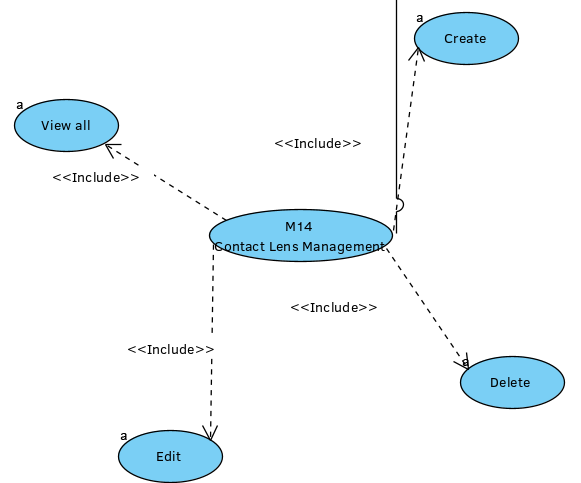 a
Create
a
View all
<<Include>>
<<Include>>
M14
Contact Lens Management
<<Include>>
<<Include>>
a
Delete
a
Edit